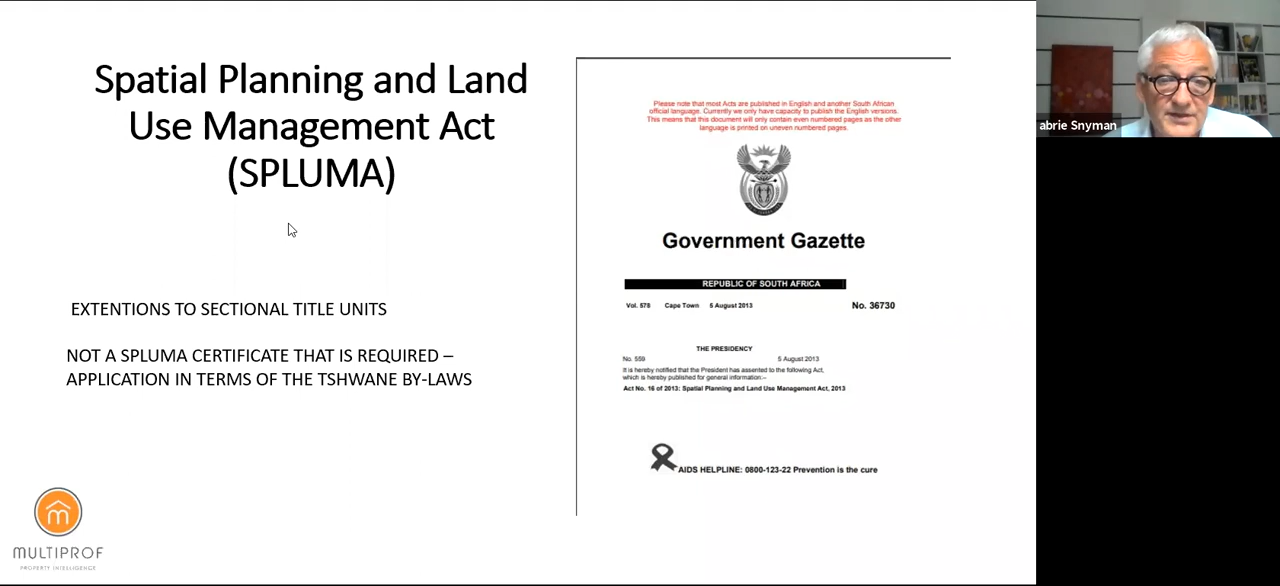 Spatial Planning and Land
Use Management Act
(SPLUMA)
EXTENTIONS TO SECTIONAL TITLE UNITS
NOT A SPLUMA CERTIFICATE THAT IS REQUIRED –
APPLICATION IN TERMS OF THE TSHWANE BY-LAWS
MULTIPROF
PROPERTY INTELLIGENCE
Please note that most Acts are published in English and another South African
official language. Currently we only have capacity to publish the English versions.
This means that this document will only contain even numbered pages as the other
language is printed on uneven numbered pages.
Government Gazette
REPUBLIC OF SOUTH AFRICA
Vol. 578 Cape Town 5 August 2013 No. 36730
THE PRESIDENCY
No. 559 5 August 2013
It is hereby notified that the President has assented to the following Act,
which is hereby published for general information:–
Act No. 16 of 2013: Spatial Planning and Land Use Management Act, 2013
AIDS HELPLINE: 0800-123-22 Prevention is the cure
abrie Snyman